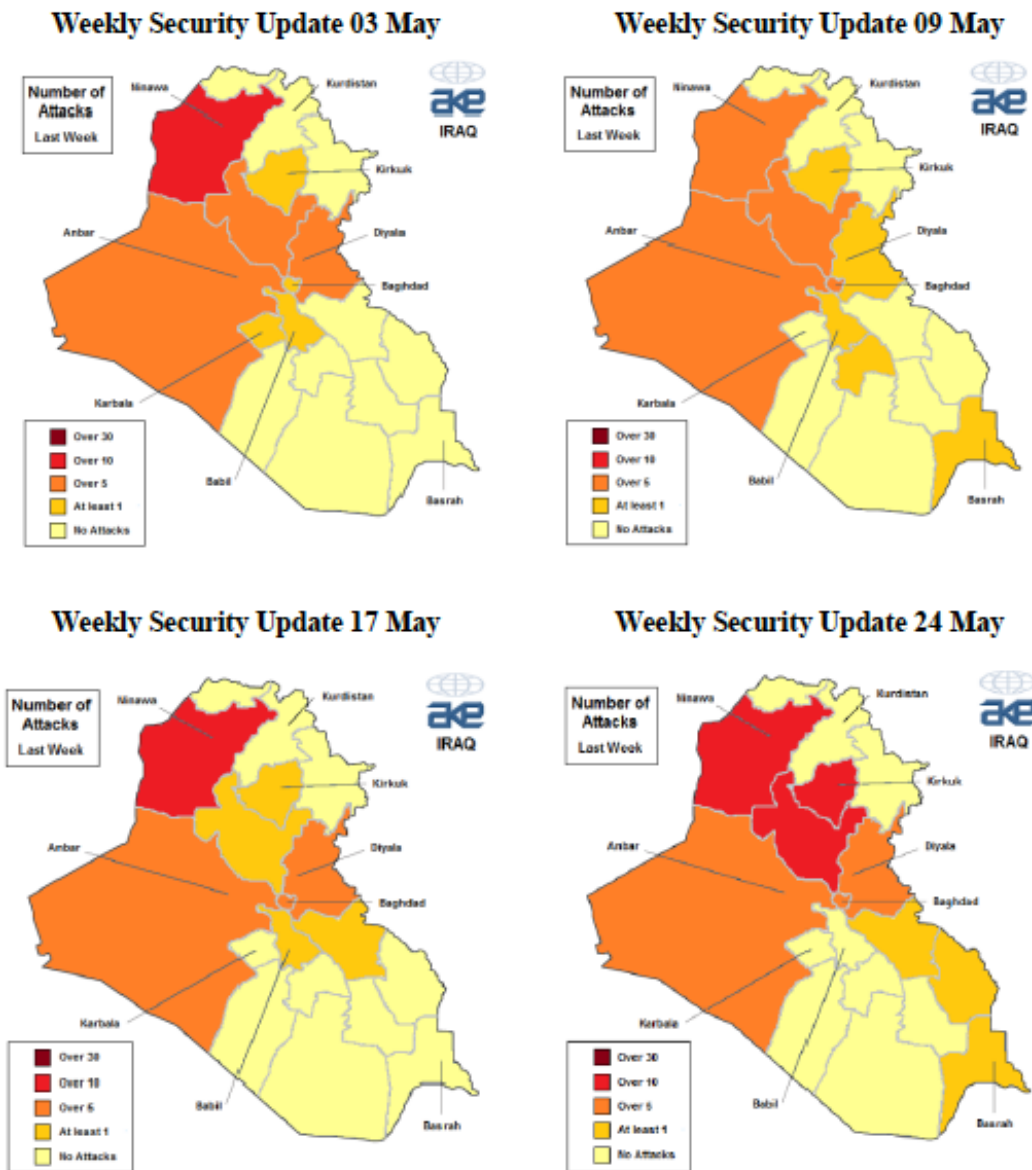 Weekly Security Update 03 May
Number of
Attacks
Last Week
Ninawa
Kurdistan
ake
IRAQ
Kirkuk
Anbar
Diyala
Baghdad
Karbala
Babil
Basrah
Over 30
Over 10
Over 5
At least 1
No Attacks
Weekly Security Update 09 May
Number of
Attacks
Last Week
Ninawa
Kurdistan
ake
IRAQ
Kirkuk
Anbar
Diyala
Baghdad
Karbala
Babil
Basrah
Over 30
Over 10
Over 5
At least 1
No Attacks
Weekly Security Update 17 May
Number of
Attacks
Last Week
Ninawa
Kurdistan
ake
IRAQ
Kirkuk
Anbar
Diyala
Baghdad
Karbala
Babil
Basrah
Over 30
Over 10
Over 5
At least 1
No Attacks
Weekly Security Update 24 May
Number of
Attacks
Last Week
Ninawa
Kurdistan
ake
IRAQ
Kirkuk
Anbar
Diyala
Baghdad
Karbala
Babil
Basrah
Over 30
Over 10
Over 5
At least 1
No Attacks